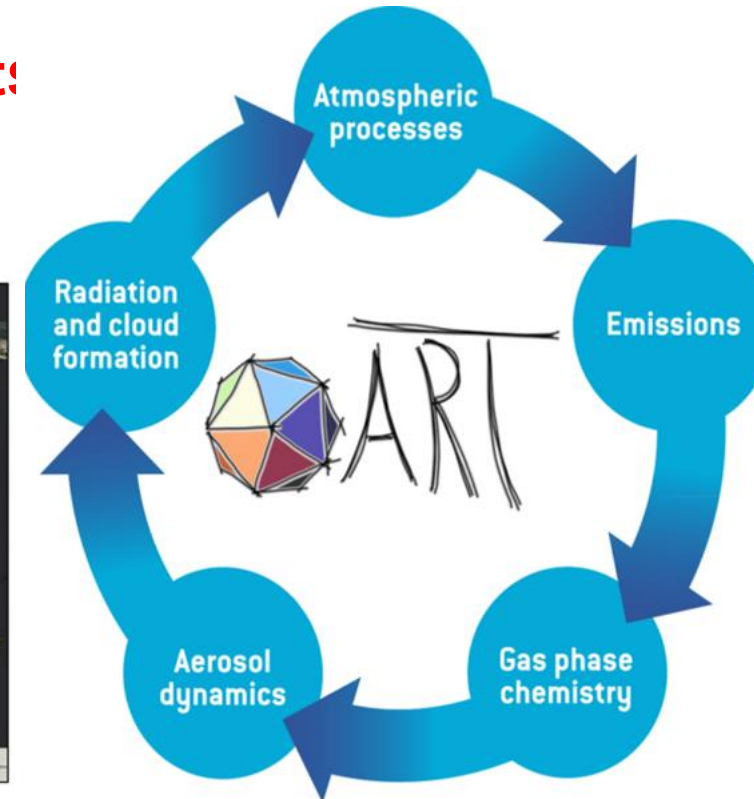 Atmospheric
processes
Radiation
and cloud
formation
Emissions
ART
Aerosol
dynamics
Gas phase
chemistry